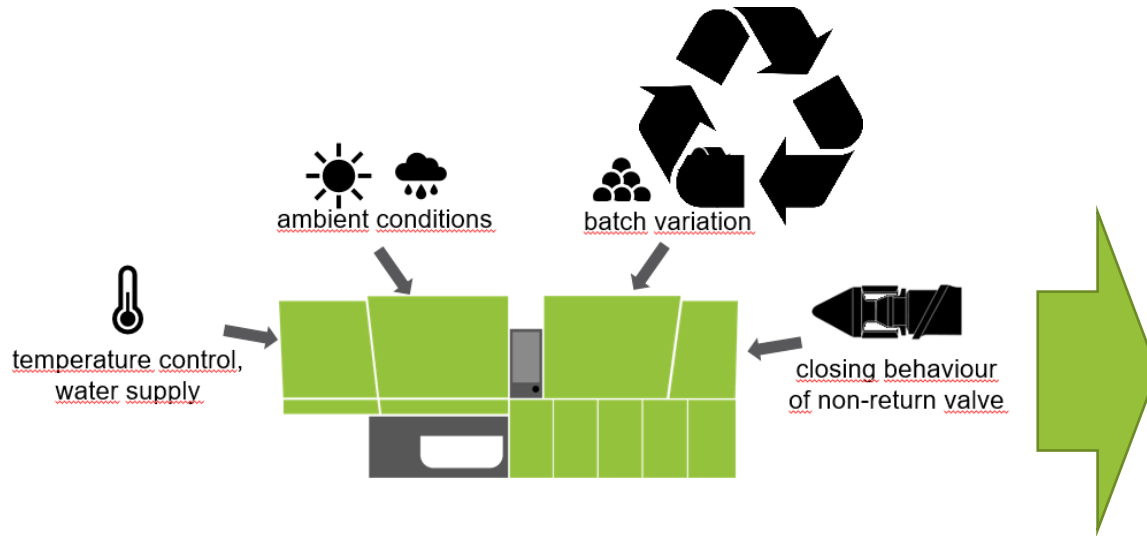 ambient conditions
batch variation
temperature control,
water supply
closing behaviour
of non-return valve